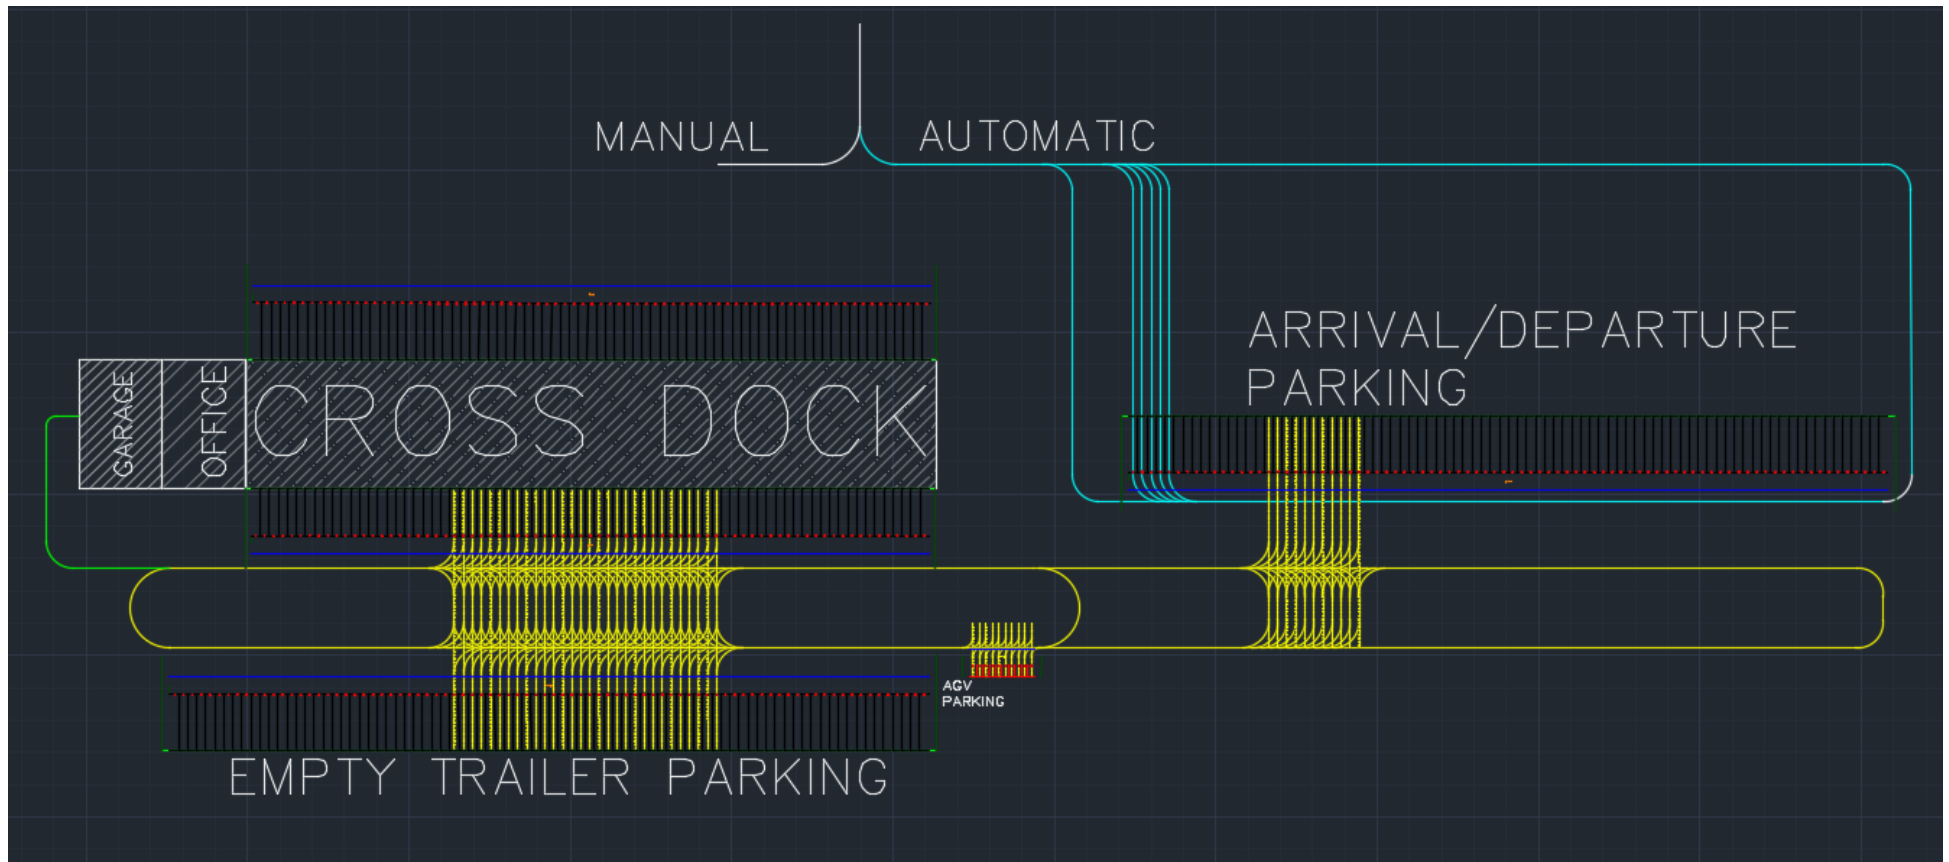 MANUAL
AUTOMATIC
ARRIVAL/DEPARTURE
PARKING
GARAGE
OFFICE
CROSS DOCK
AGV
PARKING
EMPTY TRAILER PARKING